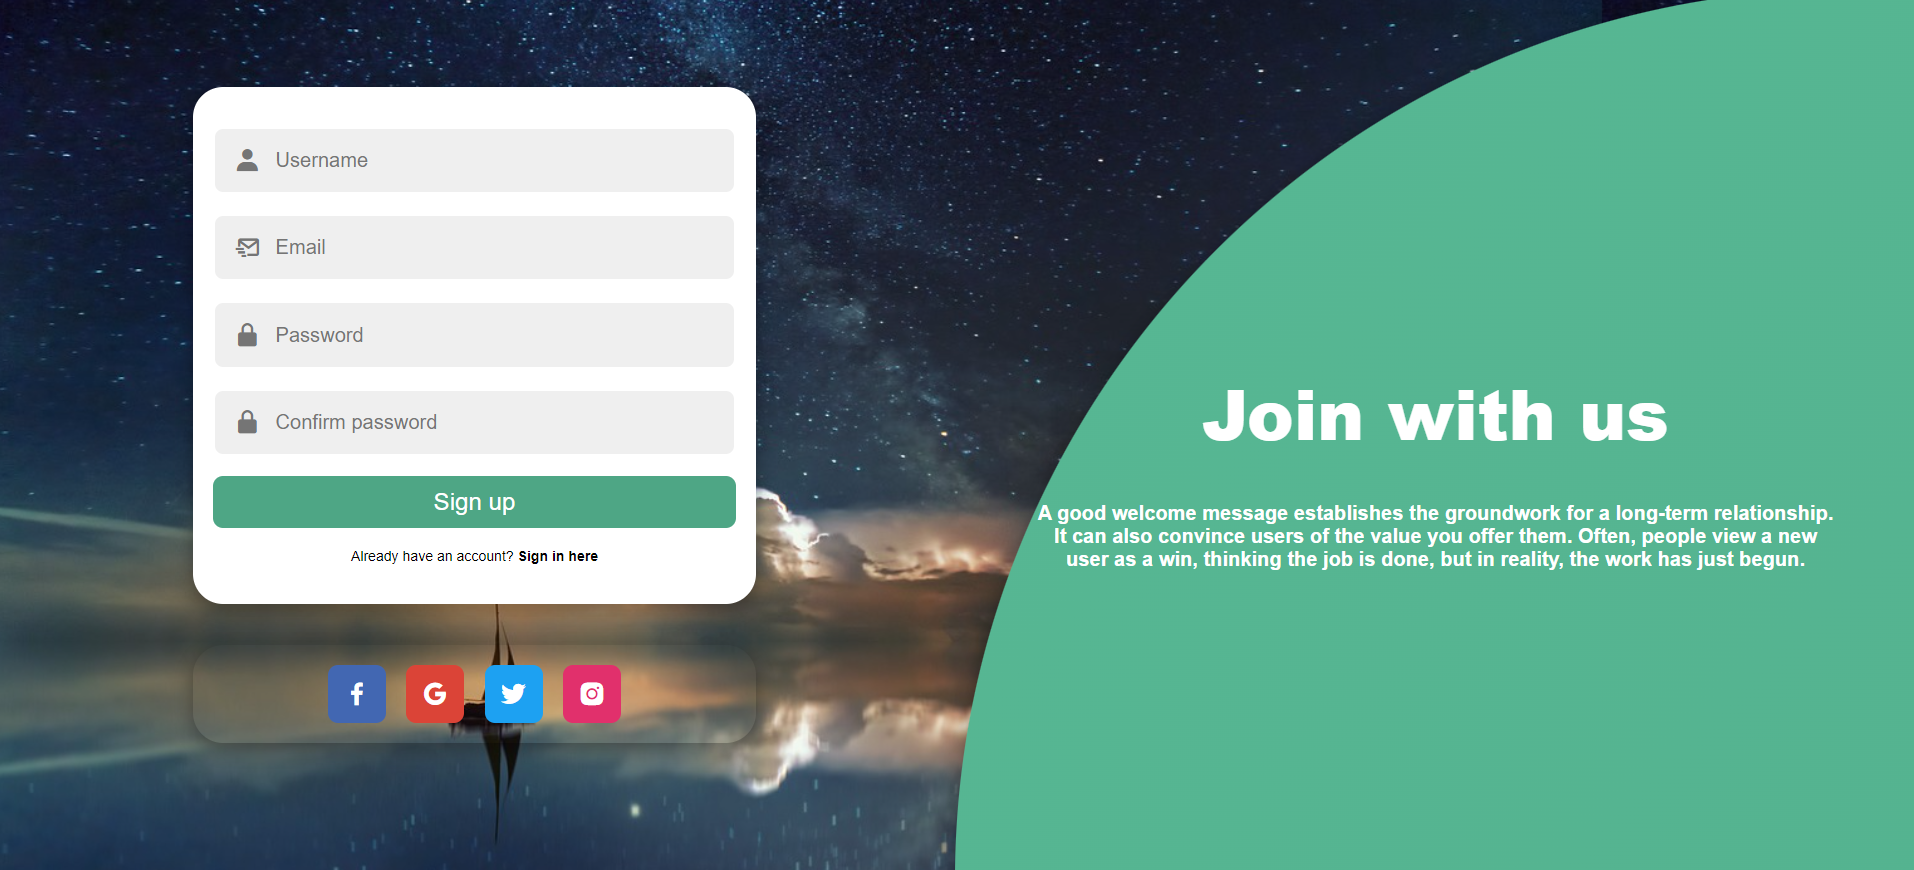 Username
Email
Password
Confirm password
Sign up
Already have an account? Sign in here
Join with us
A good welcome message establishes the groundwork for a long-term relationship.
It can also convince users of the value you offer them. Often, people view a new
user as a win, thinking the job is done, but in reality, the work has just begun.